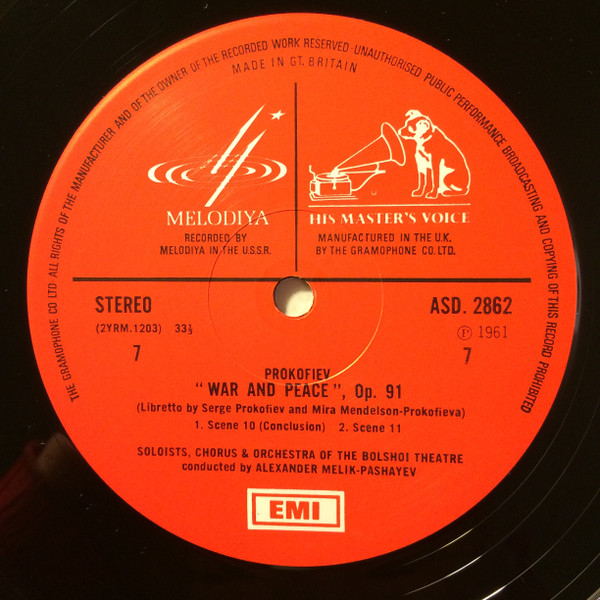 THE GRAMOPHONE CO LTD ALL RIGHTS OF THE MANUFACTURER AND OF THE OWNER OF THE RECORDED WORK RESERVED · UNAUTHORISED PUBLIC PERFORMANCE BROADCASTING AND COPYING OF THIS RECORD PROHIBITED
MADE IN GT. BRITAIN
MELODIYA
RECORDED BY
MELODIYA IN THE U.S.S.R.
HIS MASTER'S VOICE
MANUFACTURED IN THE U.K.
BY THE GRAMOPHONE CO. LTD.
STEREO
(2YRM.1203) 33⅓
7
ASD. 2862
Ⓟ 1961
7
PROKOFIEV
"WAR AND PEACE", Op. 91
(Libretto by Serge Prokofiev and Mira Mendelson-Prokofieva)
1. Scene 10 (Conclusion) 2. Scene 11
SOLOISTS, CHORUS & ORCHESTRA OF THE BOLSHOI THEATRE
conducted by ALEXANDER MELIK-PASHAYEV
EMI